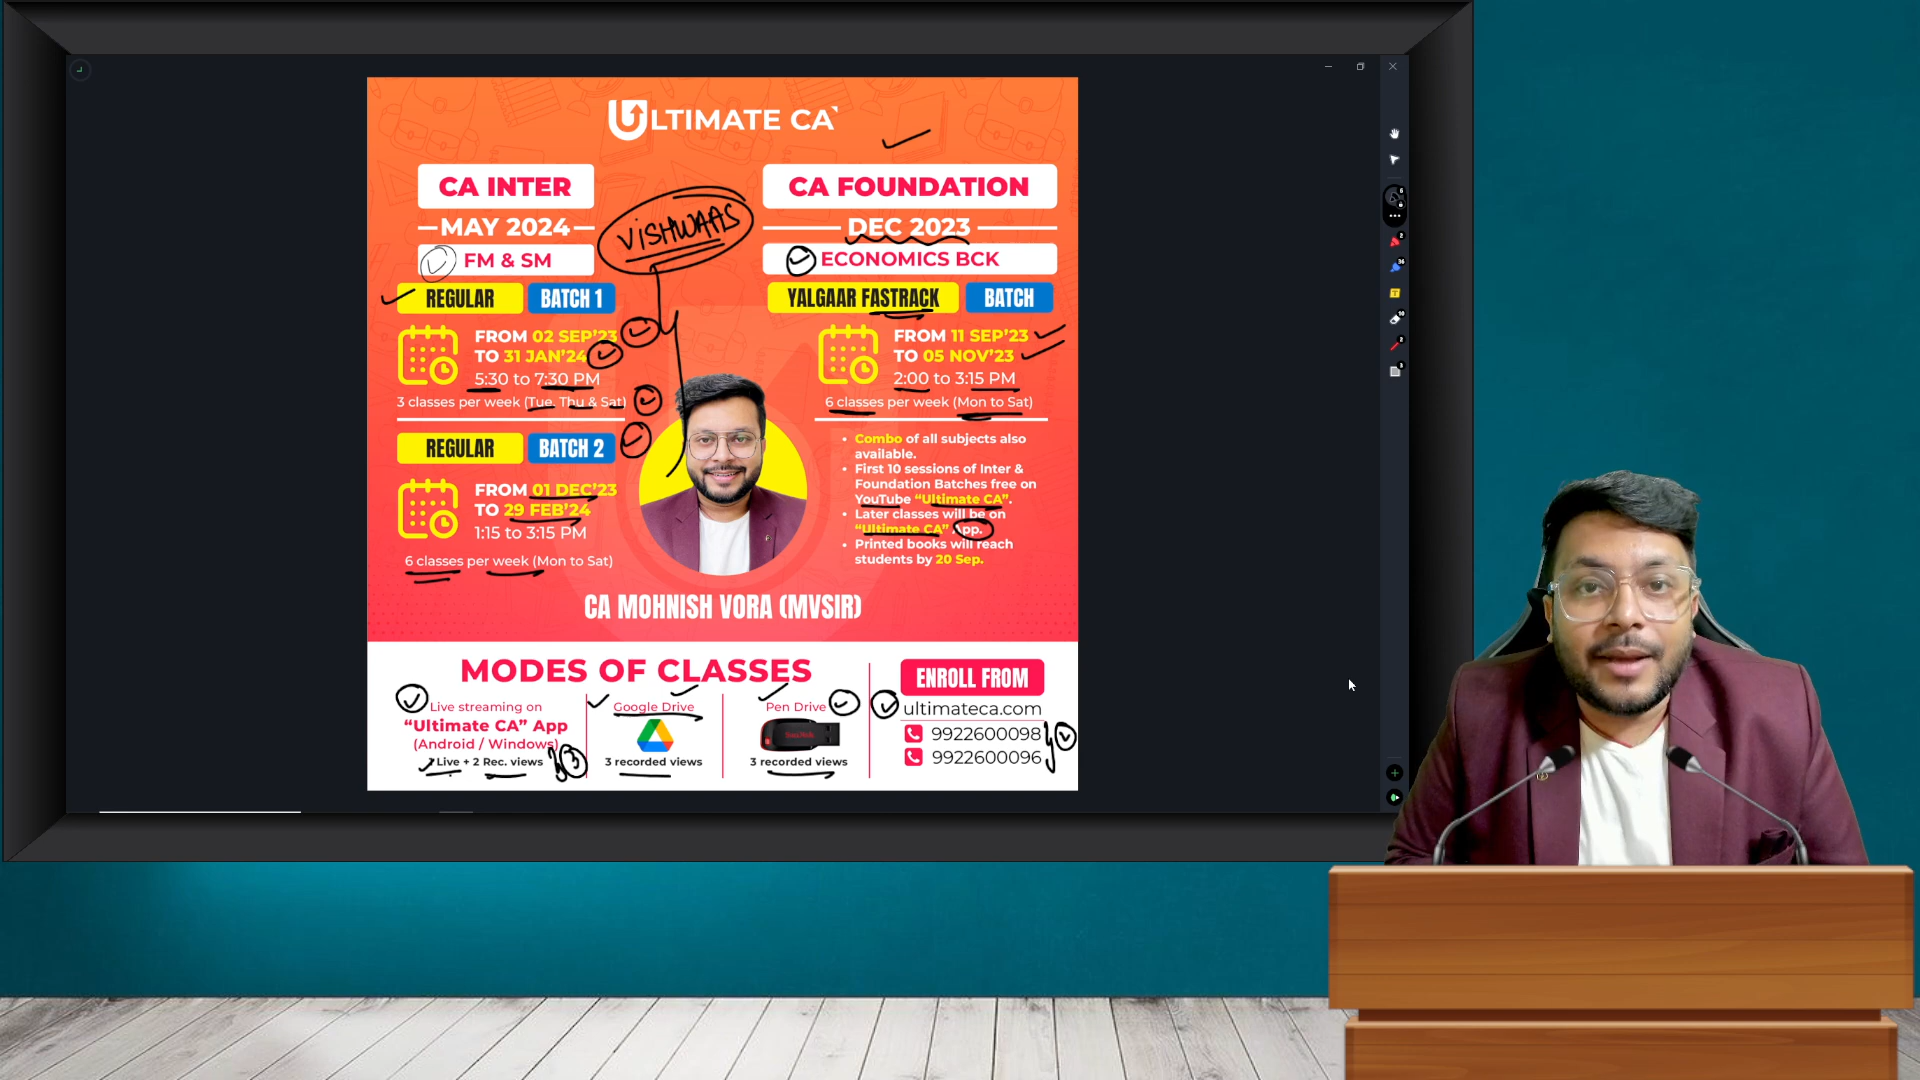 ULTIMATE CA
CA INTER
MAY 2024
FM & SM
REGULAR BATCH 1
FROM 02 SEP'23
TO 31 JAN'24
5:30 to 7:30 PM
3 classes per week (Tue, Thu & Sat)
REGULAR BATCH 2
FROM 01 DEC'23
TO 29 FEB'24
1:15 to 3:15 PM
6 classes per week (Mon to Sat)
VISHWAAS
CA FOUNDATION
DEC 2023
ECONOMICS BCK
YALGAAR FASTRACK BATCH
FROM 11 SEP'23
TO 05 NOV'23
2:00 to 3:15 PM
6 classes per week (Mon to Sat)
• Combo of all subjects also
available.
• First 10 sessions of Inter &
Foundation Batches free on
YouTube “Ultimate CA”.
• Later classes will be on
“Ultimate CA” App.
• Printed books will reach
students by 20 Sep.
CA MOHNISH VORA (MVSIR)
MODES OF CLASSES
Live streaming on
“Ultimate CA” App
(Android / Windows)
Live + 2 Rec. views
3
Google Drive
3 recorded views
Pen Drive
3 recorded views
ENROLL FROM
ultimateca.com
9922600098
9922600096